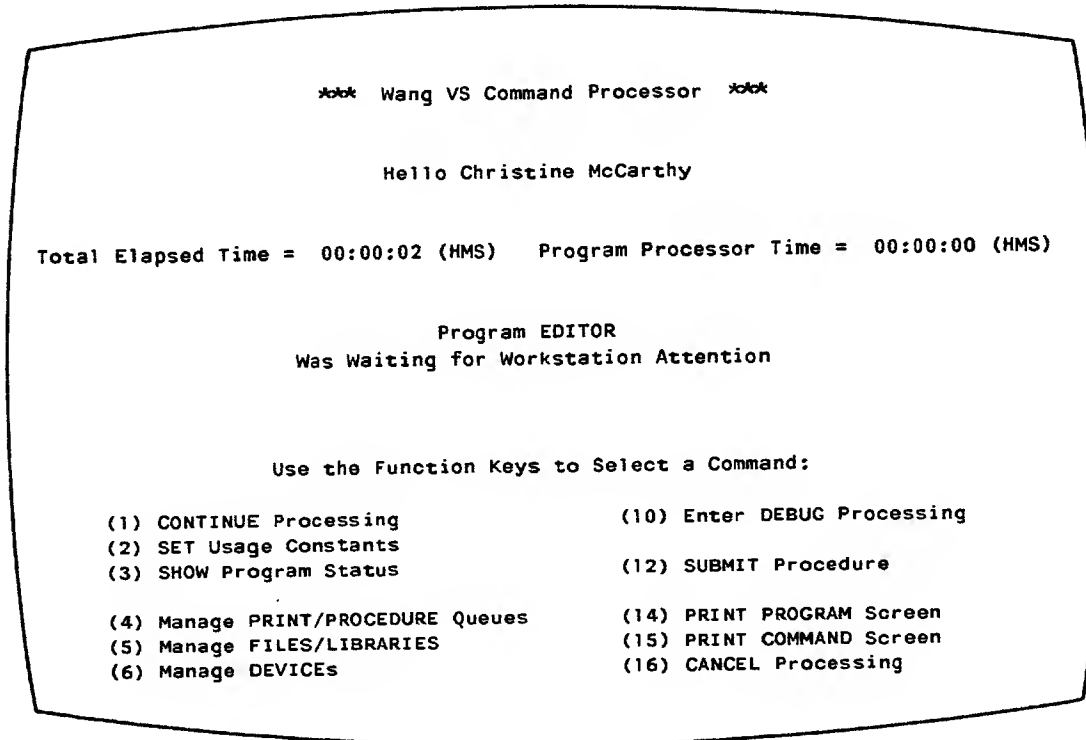 *** Wang VS Command Processor ***
Hello Christine McCarthy
Total Elapsed Time = 00:00:02 (HMS) Program Processor Time = 00:00:00 (HMS)
Program EDITOR
Was Waiting for Workstation Attention
Use the Function Keys to Select a Command:
(1) CONTINUE Processing
(2) SET Usage Constants
(3) SHOW Program Status
(4) Manage PRINT/PROCEDURE Queues
(5) Manage FILES/LIBRARIES
(6) Manage DEVICEs
(10) Enter DEBUG Processing
(12) SUBMIT Procedure
(14) PRINT PROGRAM Screen
(15) PRINT COMMAND Screen
(16) CANCEL Processing